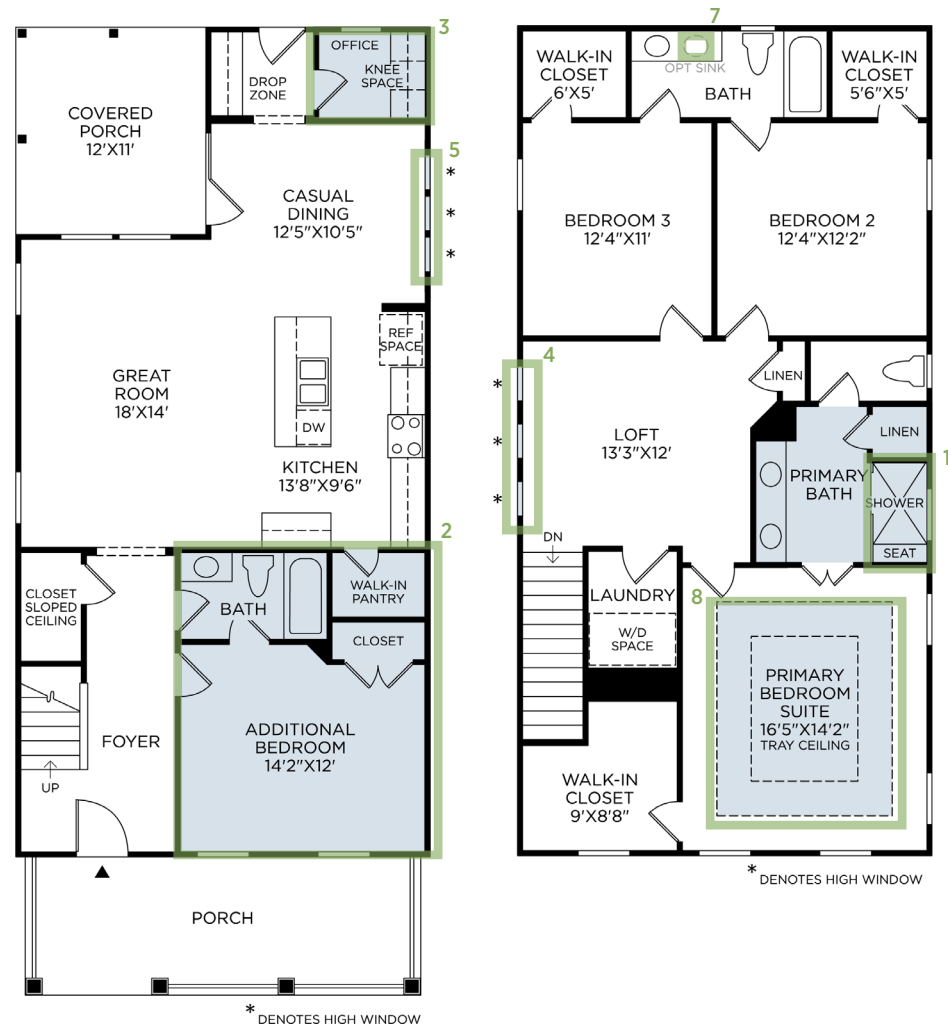 3
OFFICE
KNEE
SPACE
DROP
ZONE
COVERED
PORCH
12'X11'
5
*
*
*
CASUAL
DINING
12'5"X10'5"
REF
SPACE
GREAT
ROOM
18'X14'
DW
KITCHEN
13'8"X9'6"
2
CLOSET
SLOPED
CEILING
BATH
WALK-IN
PANTRY
CLOSET
ADDITIONAL
BEDROOM
14'2"X12'
FOYER
UP
PORCH
* DENOTES HIGH WINDOW
7
WALK-IN
CLOSET
6'X5'
OPT SINK
BATH
WALK-IN
CLOSET
5'6"X5'
BEDROOM 3
12'4"X11'
BEDROOM 2
12'4"X12'2"
4
*
*
*
LINEN
LOFT
13'3"X12'
LINEN
1
PRIMARY
BATH
SHOWER
SEAT
DN
LAUNDRY
W/D
SPACE
8
PRIMARY
BEDROOM
SUITE
16'5"X14'2"
TRAY CEILING
WALK-IN
CLOSET
9'X8'8"
* DENOTES HIGH WINDOW